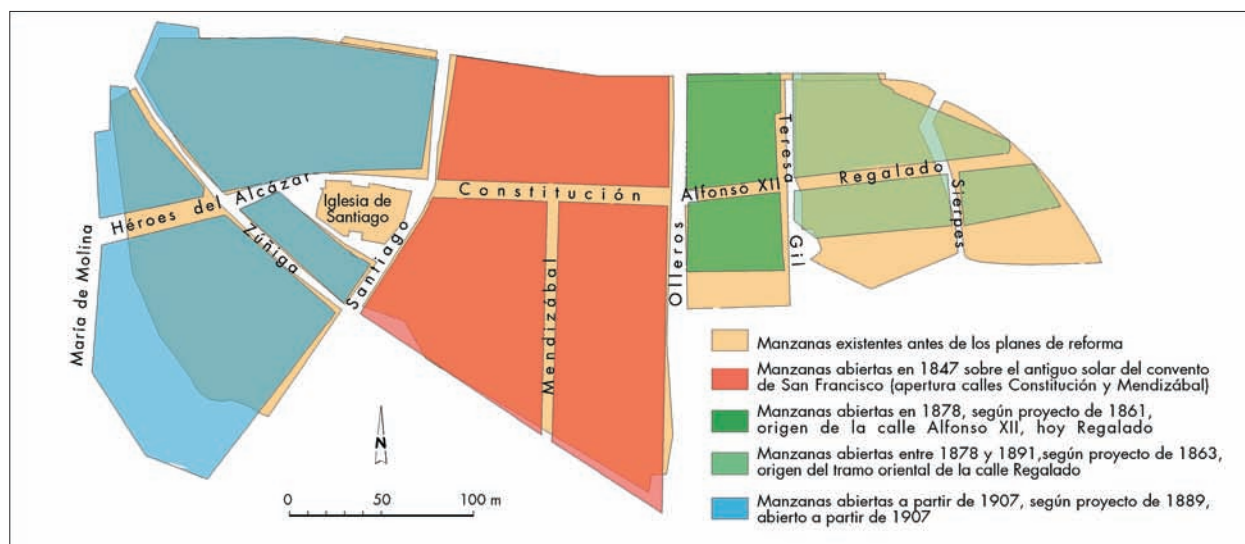 Iglesia de
Santiago
Héroes del Alcázar
Zúñiga
Santiago
María de Molina
Constitución
Mendizábal
Olleros
Alfonso XII
Teresa
Gil
Regalado
Sierpes
N
0 50 100 m
Manzanas existentes antes de los planes de reforma
Manzanas abiertas en 1847 sobre el antiguo solar del convento
de San Francisco (apertura calles Constitución y Mendizábal)
Manzanas abiertas en 1878, según proyecto de 1861,
origen de la calle Alfonso XII, hoy Regalado
Manzanas abiertas entre 1878 y 1891,según proyecto de 1863,
origen del tramo oriental de la calle Regalado
Manzanas abiertas a partir de 1907, según proyecto de 1889,
abierto a partir de 1907